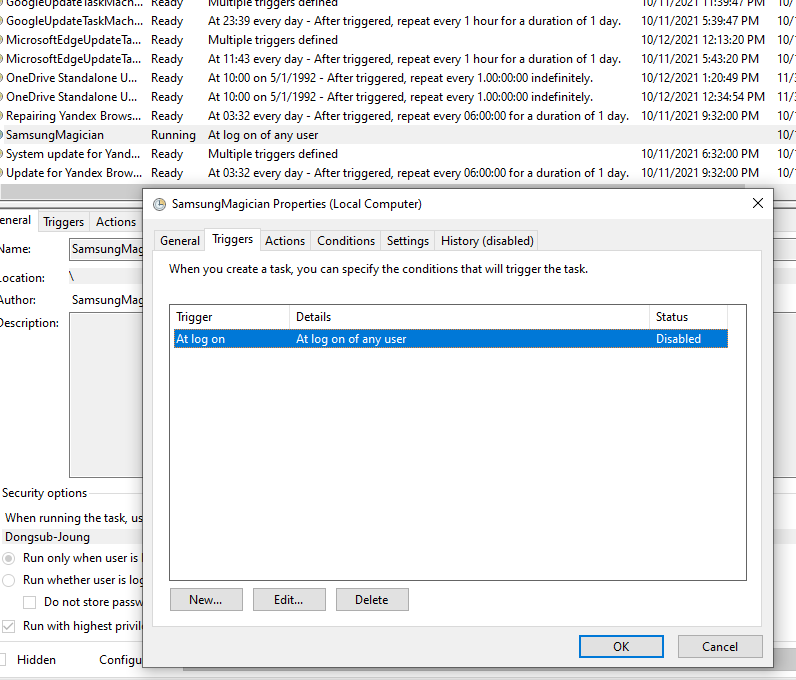 GoogleUpdateTaskMach... Ready Multiple triggers defined 10/11/2021 11:39:47 PM 10/
GoogleUpdateTaskMach... Ready At 23:39 every day - After triggered, repeat every 1 hour for a duration of 1 day. 10/11/2021 5:39:47 PM 10/
MicrosoftEdgeUpdateTa... Ready Multiple triggers defined 10/12/2021 12:13:20 PM 10/
MicrosoftEdgeUpdateTa... Ready At 11:43 every day - After triggered, repeat every 1 hour for a duration of 1 day. 10/11/2021 5:43:20 PM 10/
OneDrive Standalone U... Ready At 10:00 on 5/1/1992 - After triggered, repeat every 1.00:00:00 indefinitely. 10/12/2021 1:20:49 PM 11/3
OneDrive Standalone U... Ready At 10:00 on 5/1/1992 - After triggered, repeat every 1.00:00:00 indefinitely. 10/12/2021 12:34:54 PM 11/3
Repairing Yandex Brows... Ready At 03:32 every day - After triggered, repeat every 06:00:00 for a duration of 1 day. 10/11/2021 9:32:00 PM 10/
SamsungMagician Running At log on of any user 10/
System update for Yand... Ready Multiple triggers defined 10/11/2021 6:32:00 PM 10/
Update for Yandex Brow... Ready At 03:32 every day - After triggered, repeat every 06:00:00 for a duration of 1 day. 10/11/2021 9:32:00 PM 10/
eneral Triggers Actions
Name: SamsungMag
ocation: \
Author: SamsungMag
Description:
Security options
When running the task, us
Dongsub-Joung
Run only when user is l
Run whether user is log
Do not store passw
Run with highest privile
Hidden Configu
SamsungMagician Properties (Local Computer)
General Triggers Actions Conditions Settings History (disabled)
When you create a task, you can specify the conditions that will trigger the task.
Trigger Details Status
At log on At log on of any user Disabled
New... Edit... Delete
OK Cancel